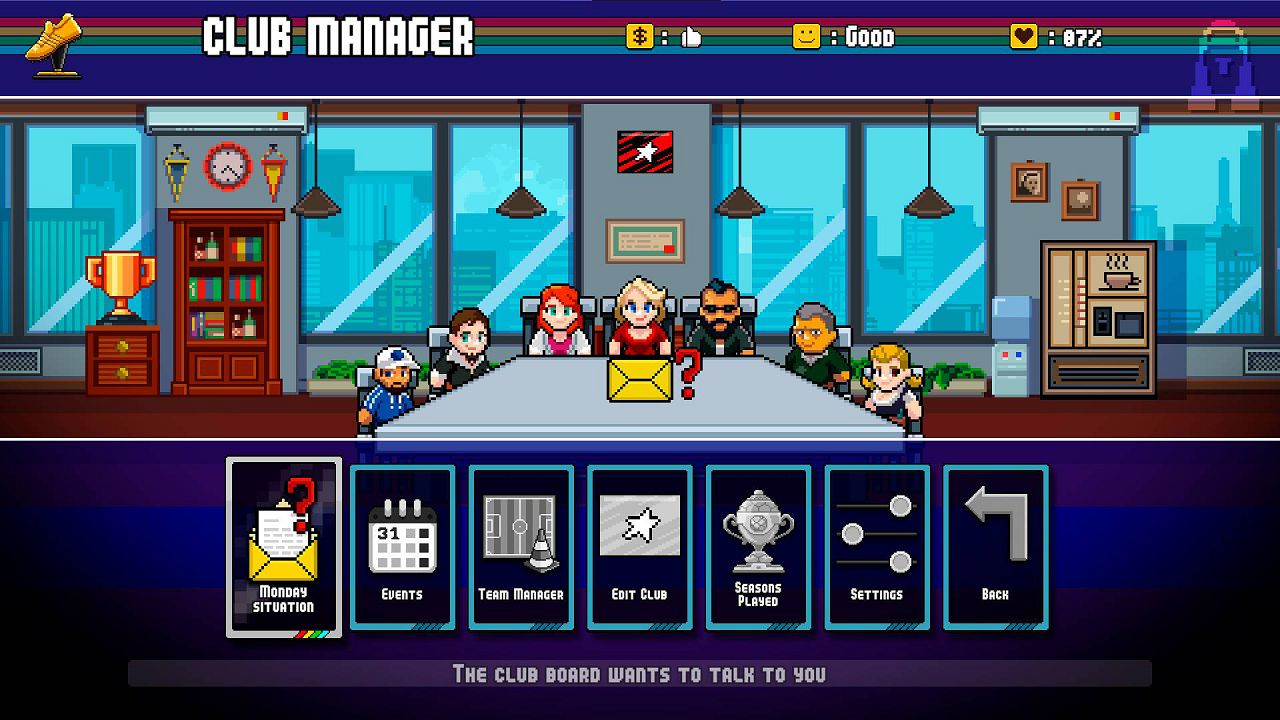 CLUB MANAGER
$ :
: GOOD
: 87%
T
31
MONDAY
SITUATION
EVENTS
TEAM MANAGER
EDIT CLUB
SEASONS
PLAYED
SETTINGS
BACK
THE CLUB BOARD WANTS TO TALK TO YOU